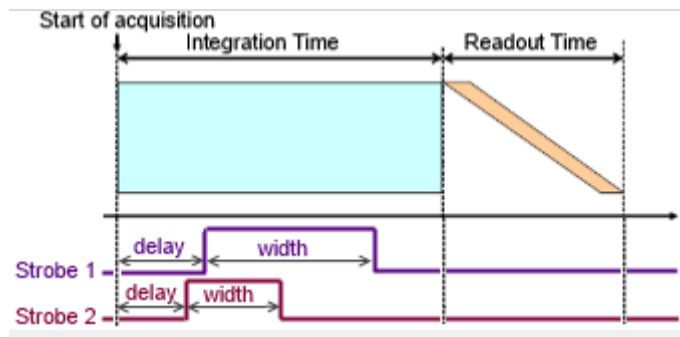 Start of acquisition
Integration Time
Readout Time
delay
width
Strobe 1
delay
width
Strobe 2